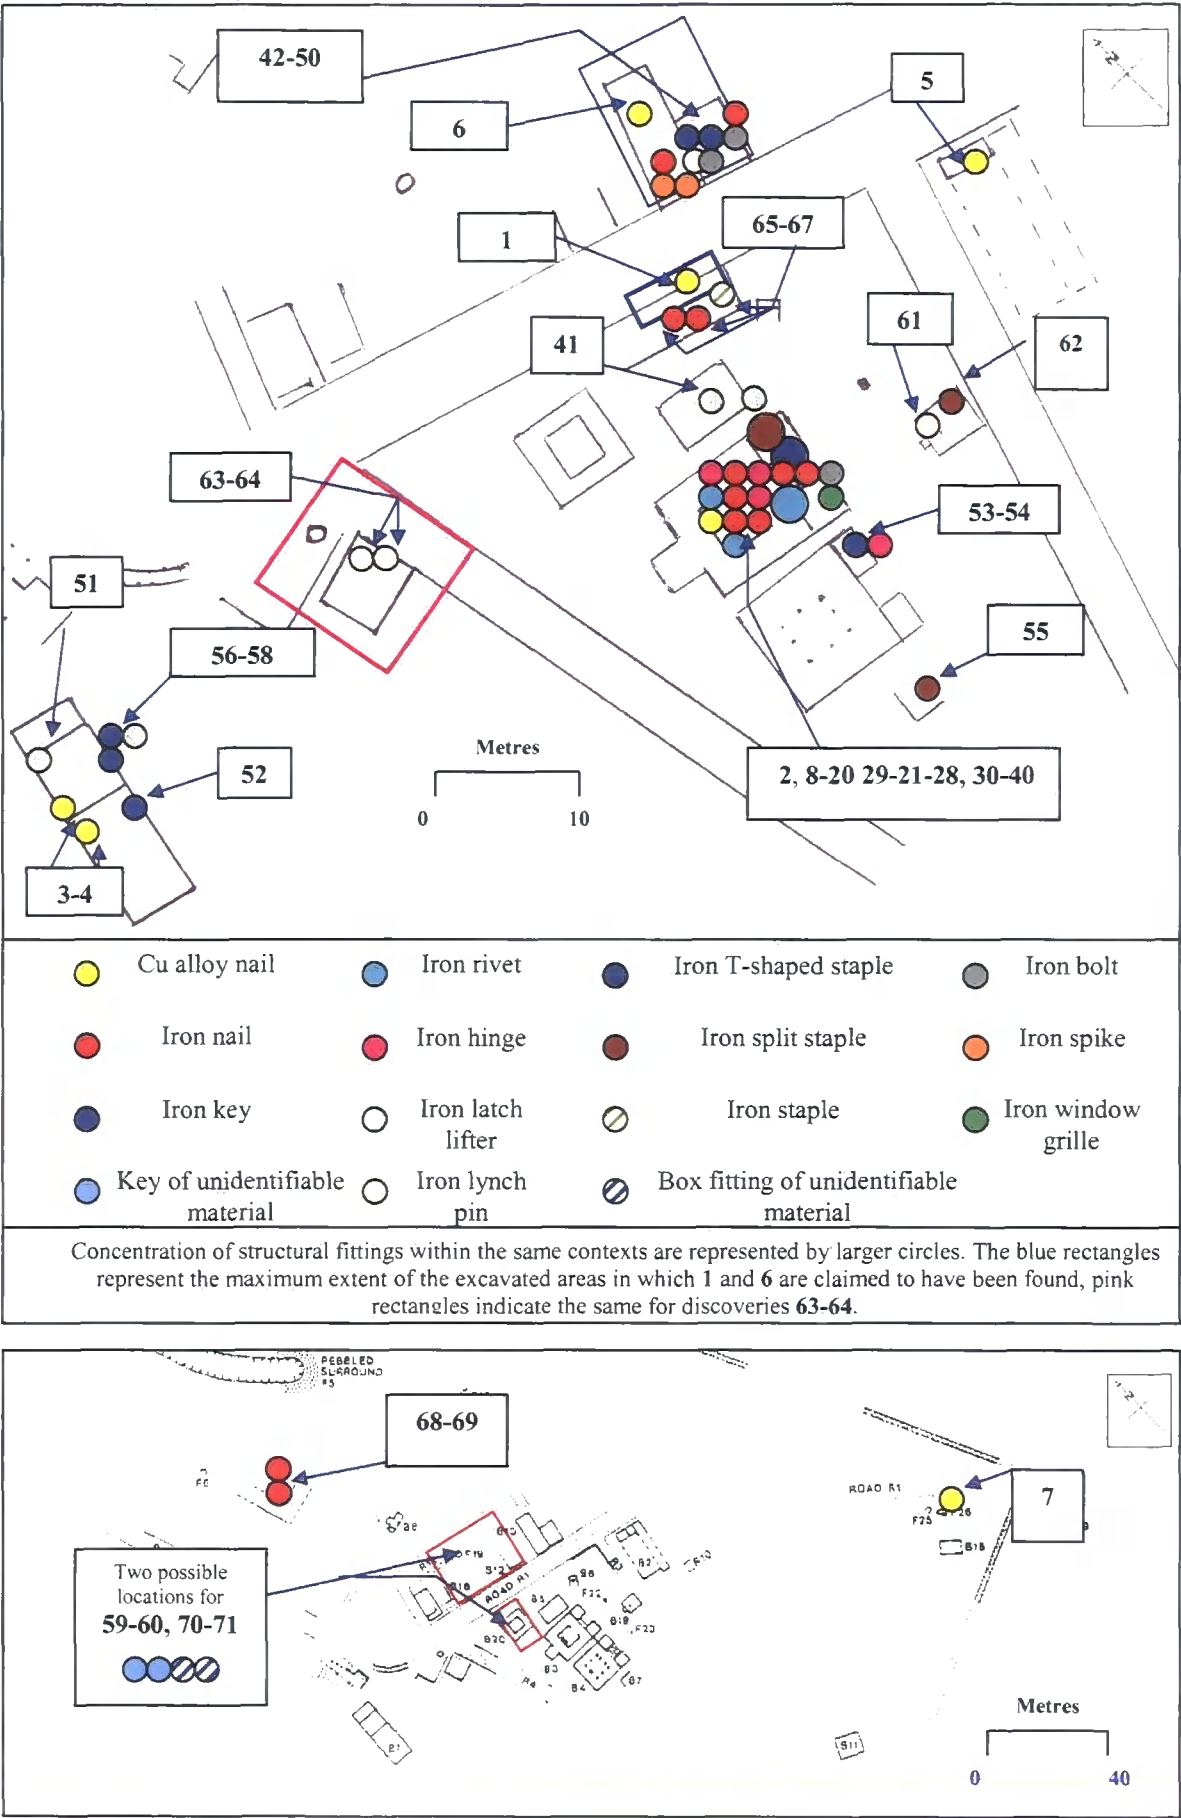 42-50
5
6
1
65-67
41
61
62
63-64
53-54
51
56-58
55
Metres
52
2, 8-20 29-21-28, 30-40
0
10
3-4
Cu alloy nail
Iron rivet
Iron T-shaped staple
Iron bolt
Iron nail
Iron hinge
Iron split staple
Iron spike
Iron key
Iron latch
lifter
Iron staple
Iron window
grille
Key of unidentifiable
material
Iron lynch
pin
Box fitting of unidentifiable
material
Concentration of structural fittings within the same contexts are represented by larger circles. The blue rectangles
represent the maximum extent of the excavated areas in which 1 and 6 are claimed to have been found, pink
rectangles indicate the same for discoveries 63-64.
PEBBLED
SURROUND
68-69
ROAD R1
7
F25
F26
Two possible
locations for
59-60, 70-71
ROAD R1
B20
B3
B4
B7
Metres
0
40